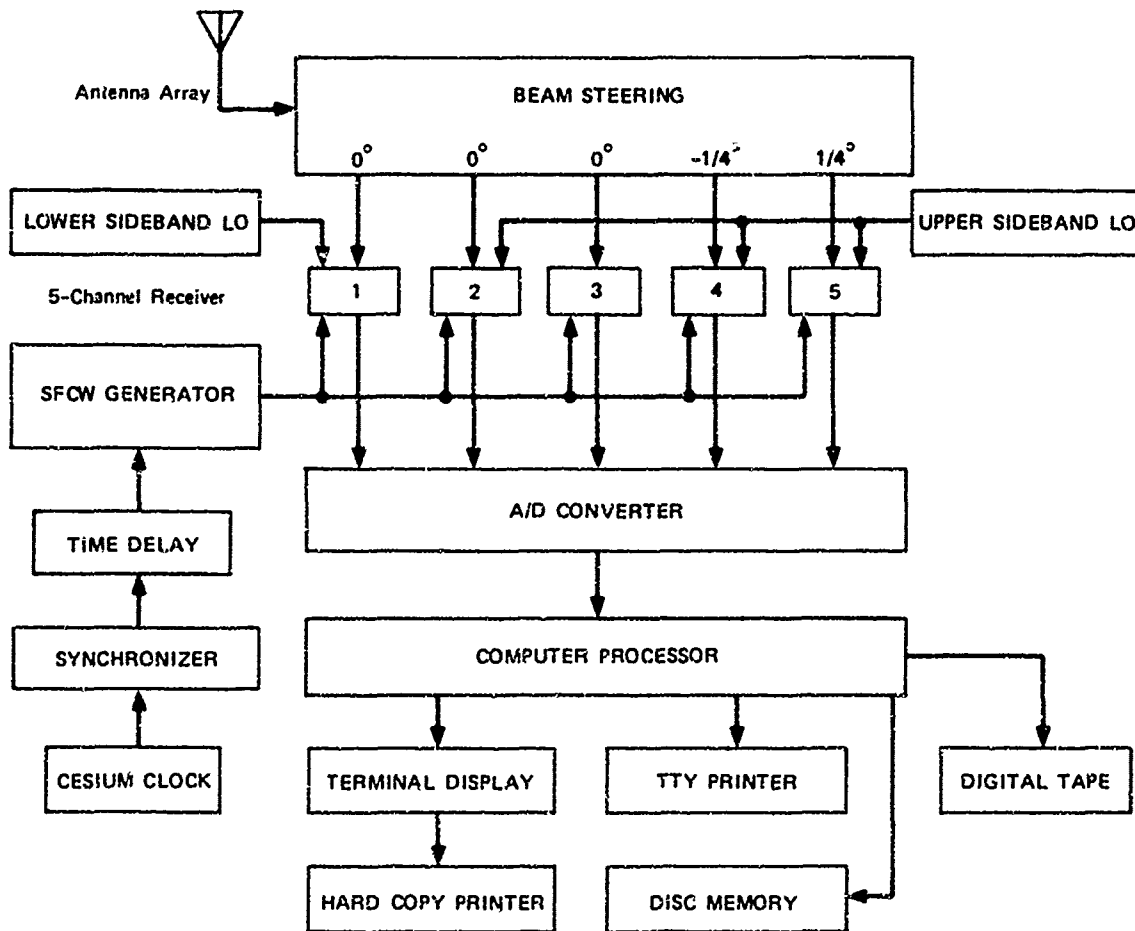 Antenna Array
BEAM STEERING
0° 0° 0° -1/4° 1/4°
LOWER SIDEBAND LO
UPPER SIDEBAND LO
5-Channel Receiver
1 2 3 4 5
SFCW GENERATOR
A/D CONVERTER
TIME DELAY
SYNCHRONIZER
COMPUTER PROCESSOR
CESIUM CLOCK
TERMINAL DISPLAY
TTY PRINTER
DIGITAL TAPE
HARD COPY PRINTER
DISC MEMORY